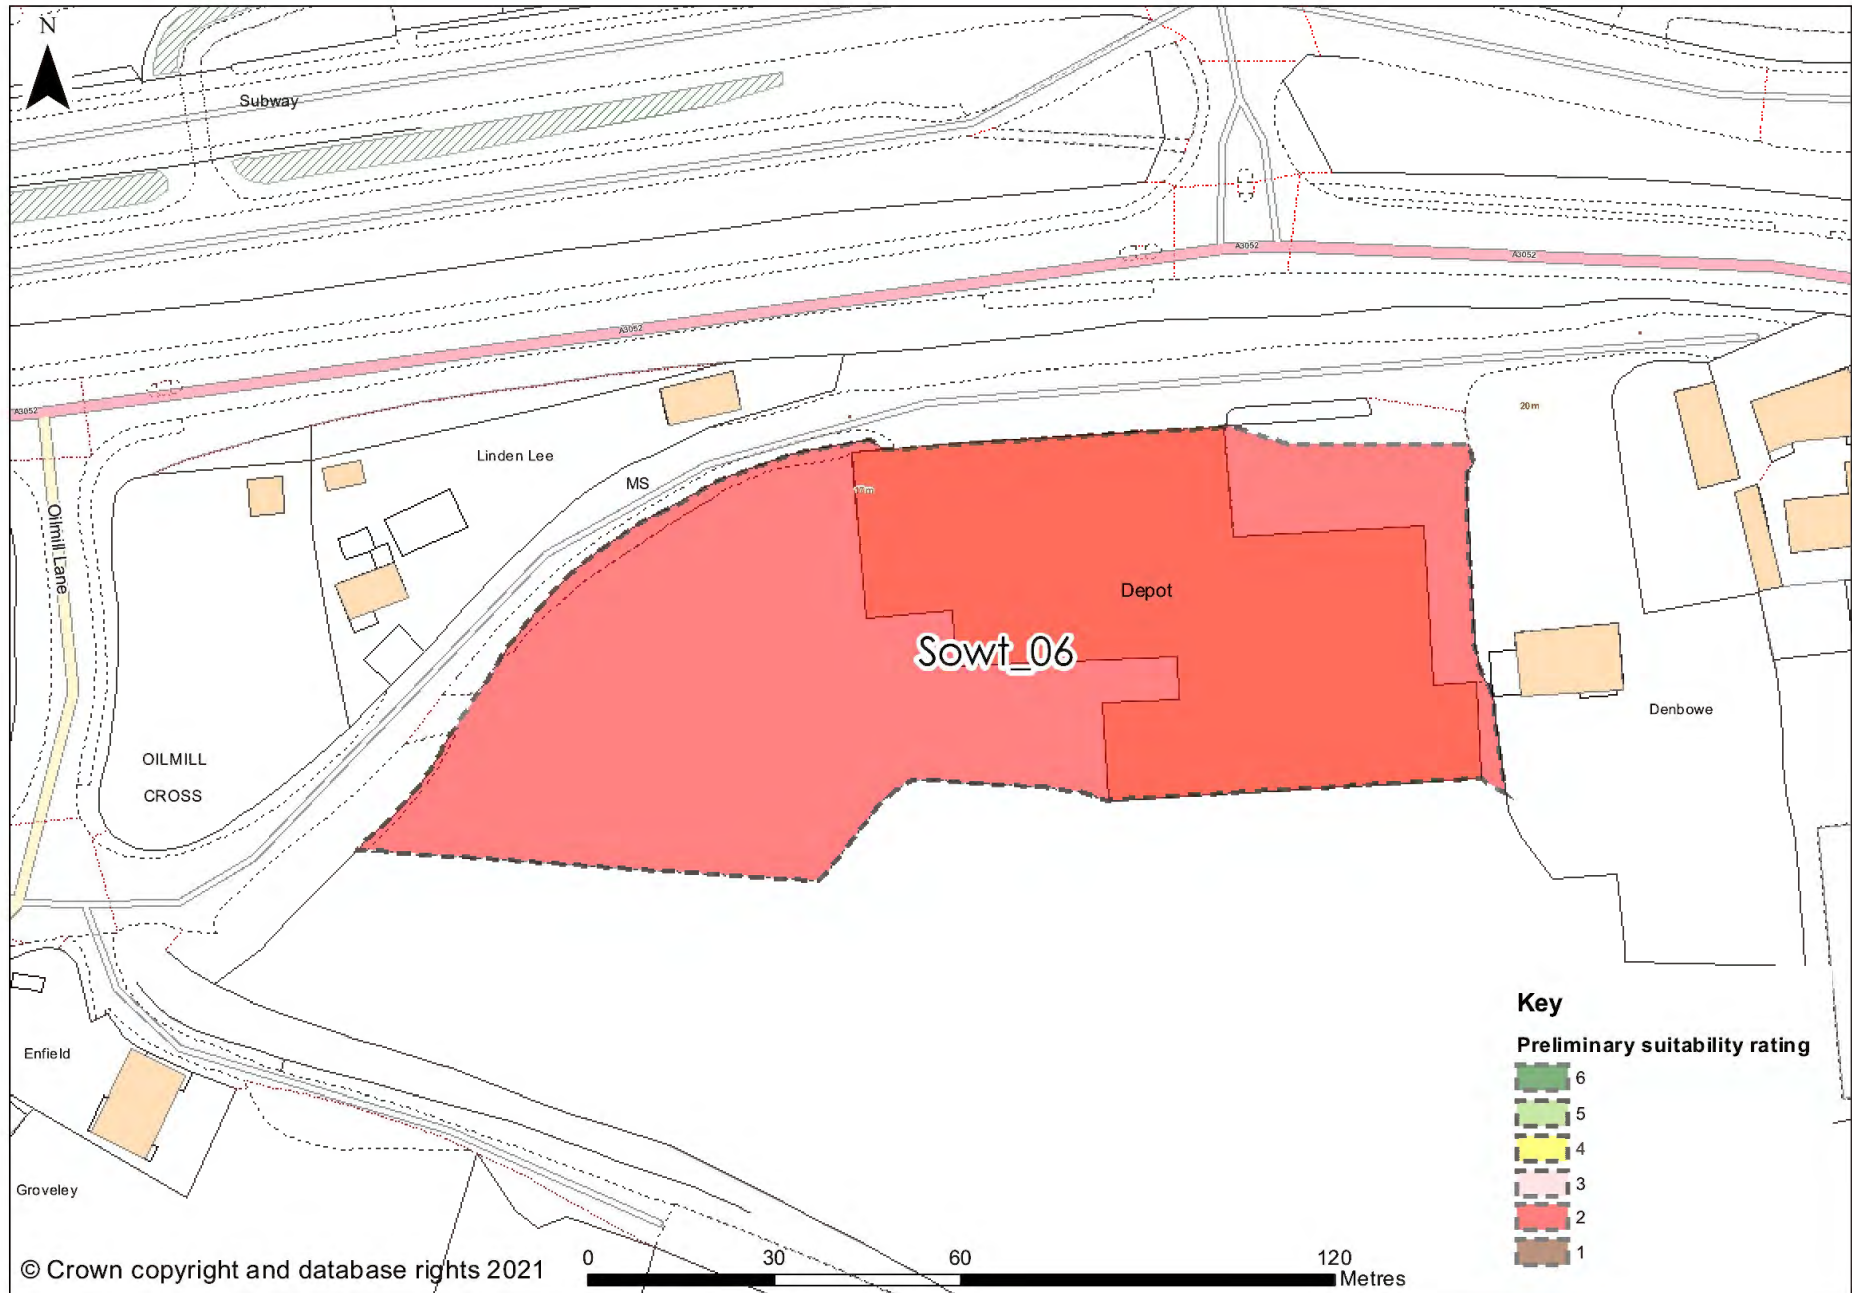 N
Subway
A3052
A3052
A3052
A3052
20m
Linden Lee
MS
10m
Oilmill Lane
Depot
Sowt_06
Denbowe
OILMILL
CROSS
Key
Preliminary suitability rating
6
5
4
3
2
1
Enfield
Groveley
© Crown copyright and database rights 2021
0 30 60 120
Metres